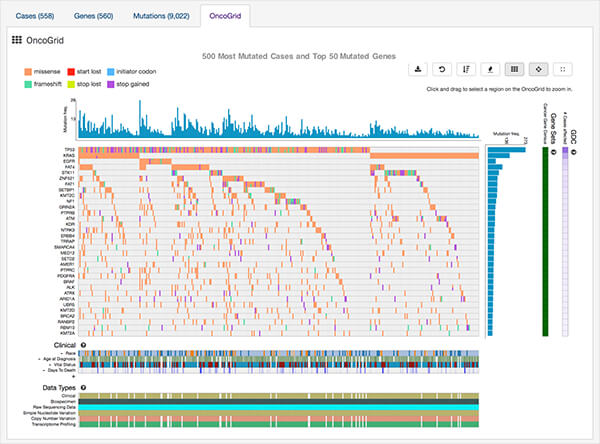 Cases (558)
Genes (560)
Mutations (9,022)
OncoGrid
OncoGrid
500 Most Mutated Cases and Top 50 Mutated Genes
missense
start lost
initiator codon
frameshift
stop lost
stop gained
Click and drag to select a region on the OncoGrid to zoom in.
Mutation freq.
26
13
Mutation freq.
275
138
Gene Sets
Cancer Gene Census
GDC
# Cases affected
TP53
KRAS
EGFR
FAT4
STK11
ZNF521
FAT1
SETBP1
KMT2C
NF1
GRIN2A
PTPRB
ATM
KDR
NTRK3
ERBB4
TRRAP
SMARCA4
MED12
SETD2
AMER1
PTPRC
PDGFRA
BRAF
ALK
ATRX
ARID1A
UBR5
KMT2D
BRCA2
RANBP2
RBM10
KMT2A
Clinical
- Race
- Age at Diagnosis
- Vital Status
- Days To Death
+
Data Types
Clinical
Biospecimen
Raw Sequencing Data
Simple Nucleotide Variation
Copy Number Variation
Transcriptome Profiling